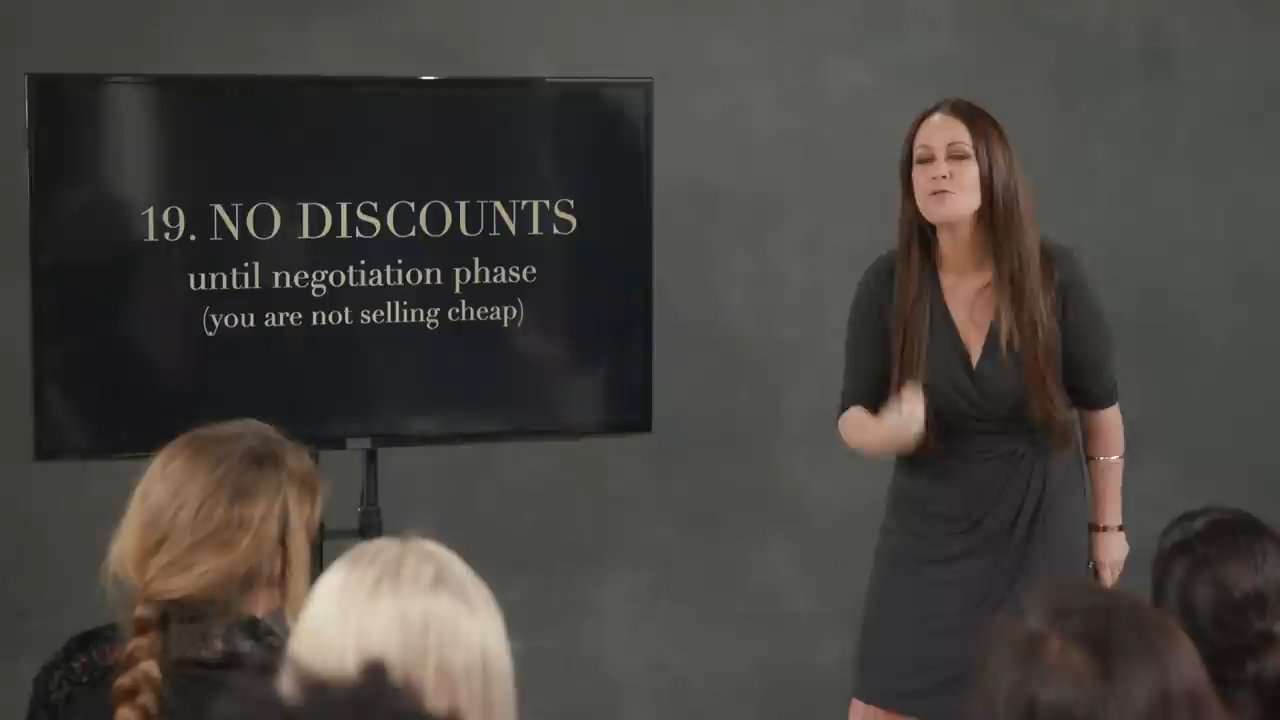 19. NO DISCOUNTS
until negotiation phase
(you are not selling cheap)